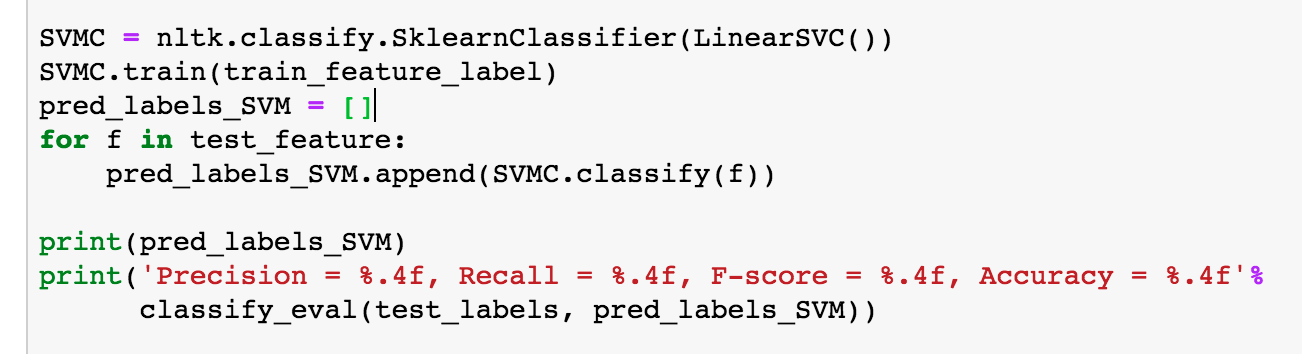 SVMC = nltk.classify.SklearnClassifier(LinearSVC())
SVMC.train(train_feature_label)
pred_labels_SVM = []
for f in test_feature:
    pred_labels_SVM.append(SVMC.classify(f))
print(pred_labels_SVM)
print('Precision = %.4f, Recall = %.4f, F-score = %.4f, Accuracy = %.4f'%
      classify_eval(test_labels, pred_labels_SVM))